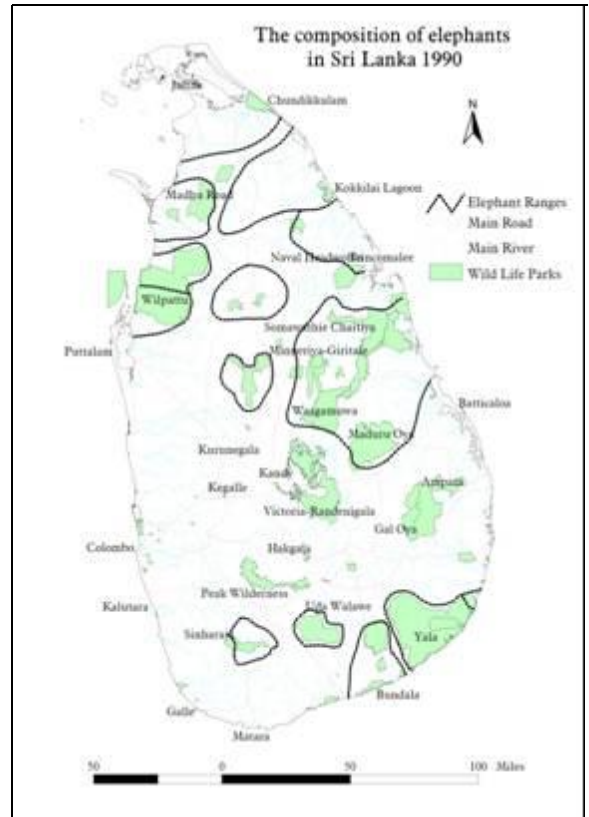 The composition of elephants
in Sri Lanka 1990
Jaffna
Chundikkulam
N
Madhu Road
Kokkilai Lagoon
Elephant Ranges
Main Road
Main River
Wild Life Parks
Naval Headworks
Trincomalee
Wilpattu
Somawathie Chaitiya
Puttalam
Minneriya-Giritale
Wasgamuwa
Batticaloa
Maduru Oya
Kurunegala
Kandy
Kegalle
Ampara
Victoria-Randenigala
Gal Oya
Colombo
Hakgala
Peak Wilderness
Kalutara
Uda Walawe
Sinharaja
Yala
Bundala
Galle
Matara
50 0 50 100 Miles